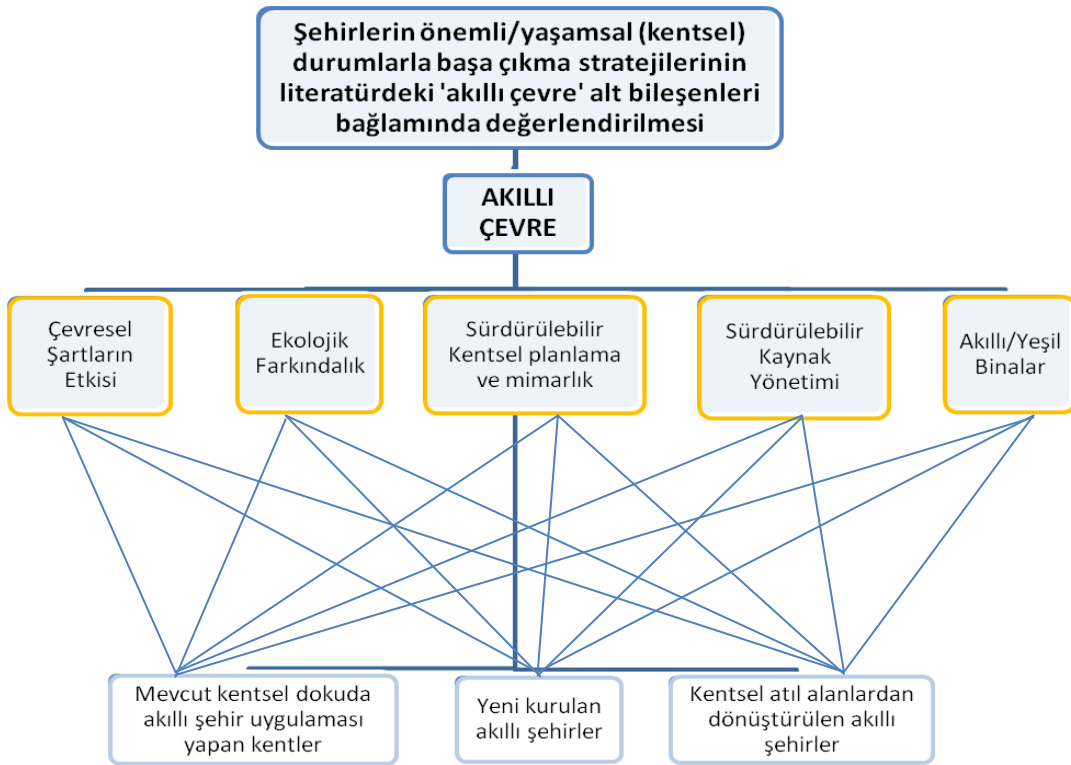 Şehirlerin önemli/yaşamsal (kentsel)
durumlarla başa çıkma stratejilerinin
literatürdeki 'akıllı çevre' alt bileşenleri
bağlamında değerlendirilmesi
AKILLI
ÇEVRE
Çevresel
Şartların
Etkisi
Ekolojik
Farkındalık
Sürdürülebilir
Kentsel planlama
ve mimarlık
Sürdürülebilir
Kaynak
Yönetimi
Akıllı/Yeşil
Binalar
Mevcut kentsel dokuda
akıllı şehir uygulaması
yapan kentler
Yeni kurulan
akıllı şehirler
Kentsel atıl alanlardan
dönüştürülen akıllı
şehirler